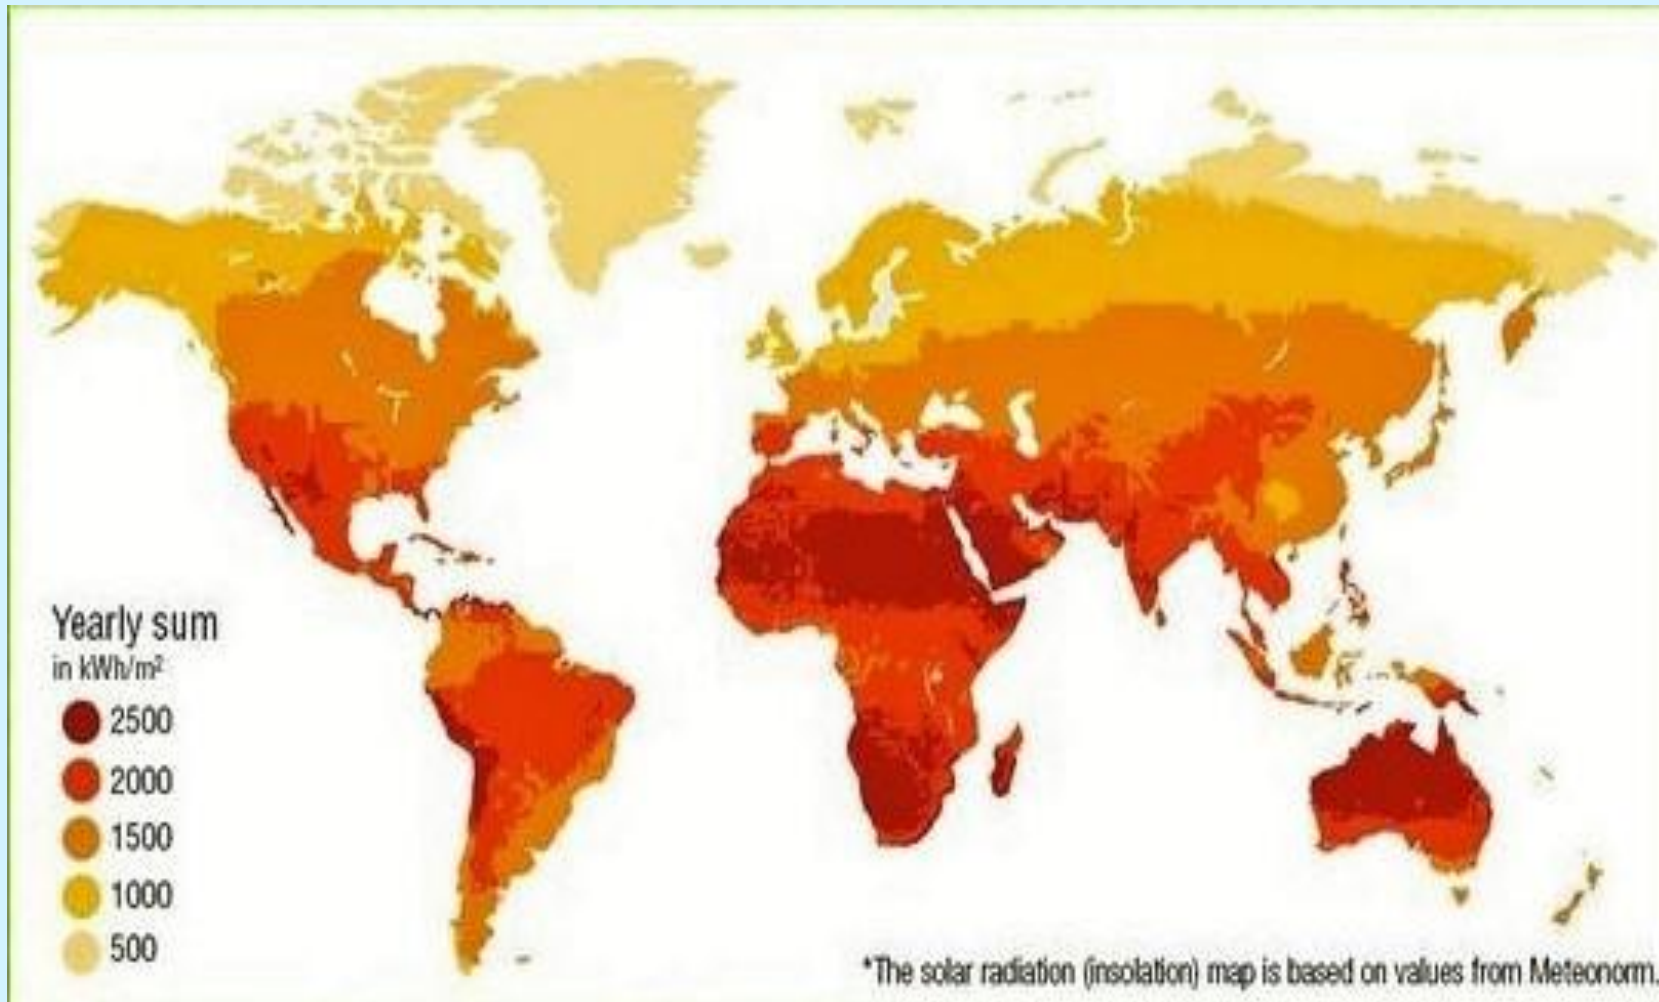 Yearly sum
in kWh/m²
2500
2000
1500
1000
500
*The solar radiation (insolation) map is based on values from Meteonorm.